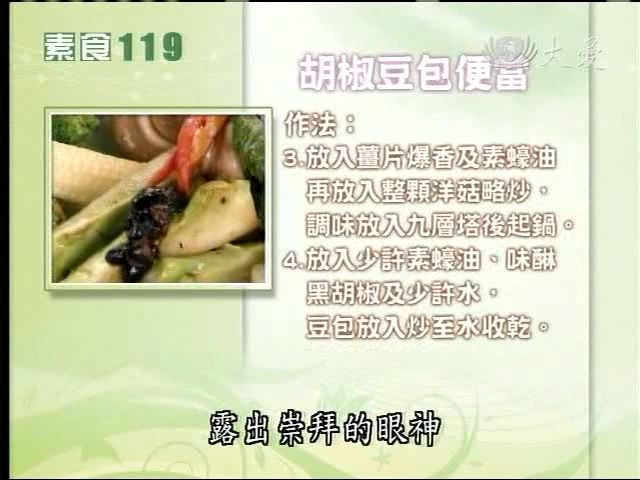 素食119
大愛
胡椒豆包便當
作法：
3.放入薑片爆香及素蠔油
再放入整顆洋菇略炒，
調味放入九層塔後起鍋。
4.放入少許素蠔油、味醂
黑胡椒及少許水，
豆包放入炒至水收乾。
露出崇拜的眼神